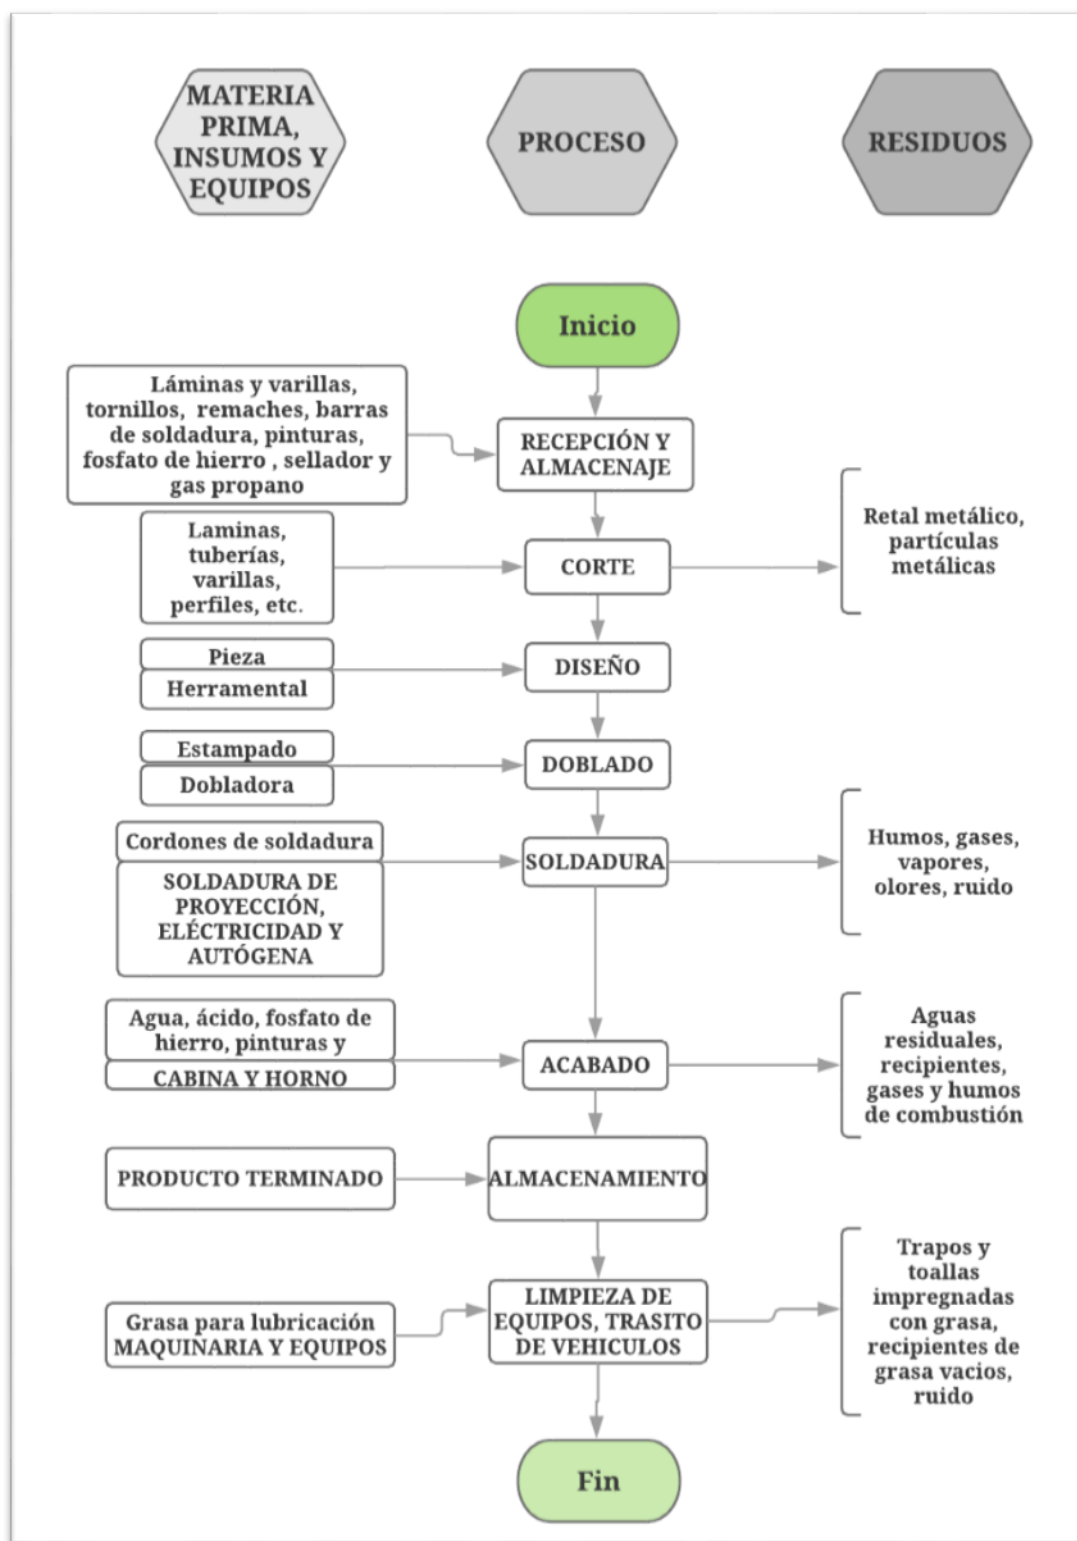 MATERIA
PRIMA,
INSUMOS Y
EQUIPOS
PROCESO
RESIDUOS
Inicio
Láminas y varillas,
tornillos, remaches, barras
de soldadura, pinturas,
fosfato de hierro , sellador y
gas propano
RECEPCIÓN Y
ALMACENAJE
Laminas,
tuberías,
varillas,
perfiles, etc.
CORTE
Retal metálico,
partículas
metálicas
Pieza
Herramental
DISEÑO
Estampado
Dobladora
DOBLADO
Cordones de soldadura
SOLDADURA DE
PROYECCIÓN,
ELÉCTRICIDAD Y
AUTÓGENA
SOLDADURA
Humos, gases,
vapores,
olores, ruido
Agua, ácido, fosfato de
hierro, pinturas y
CABINA Y HORNO
ACABADO
Aguas
residuales,
recipientes,
gases y humos
de combustión
PRODUCTO TERMINADO
ALMACENAMIENTO
Grasa para lubricación
MAQUINARIA Y EQUIPOS
LIMPIEZA DE
EQUIPOS, TRASITO
DE VEHICULOS
Trapos y
toallas
impregnadas
con grasa,
recipientes de
grasa vacios,
ruido
Fin